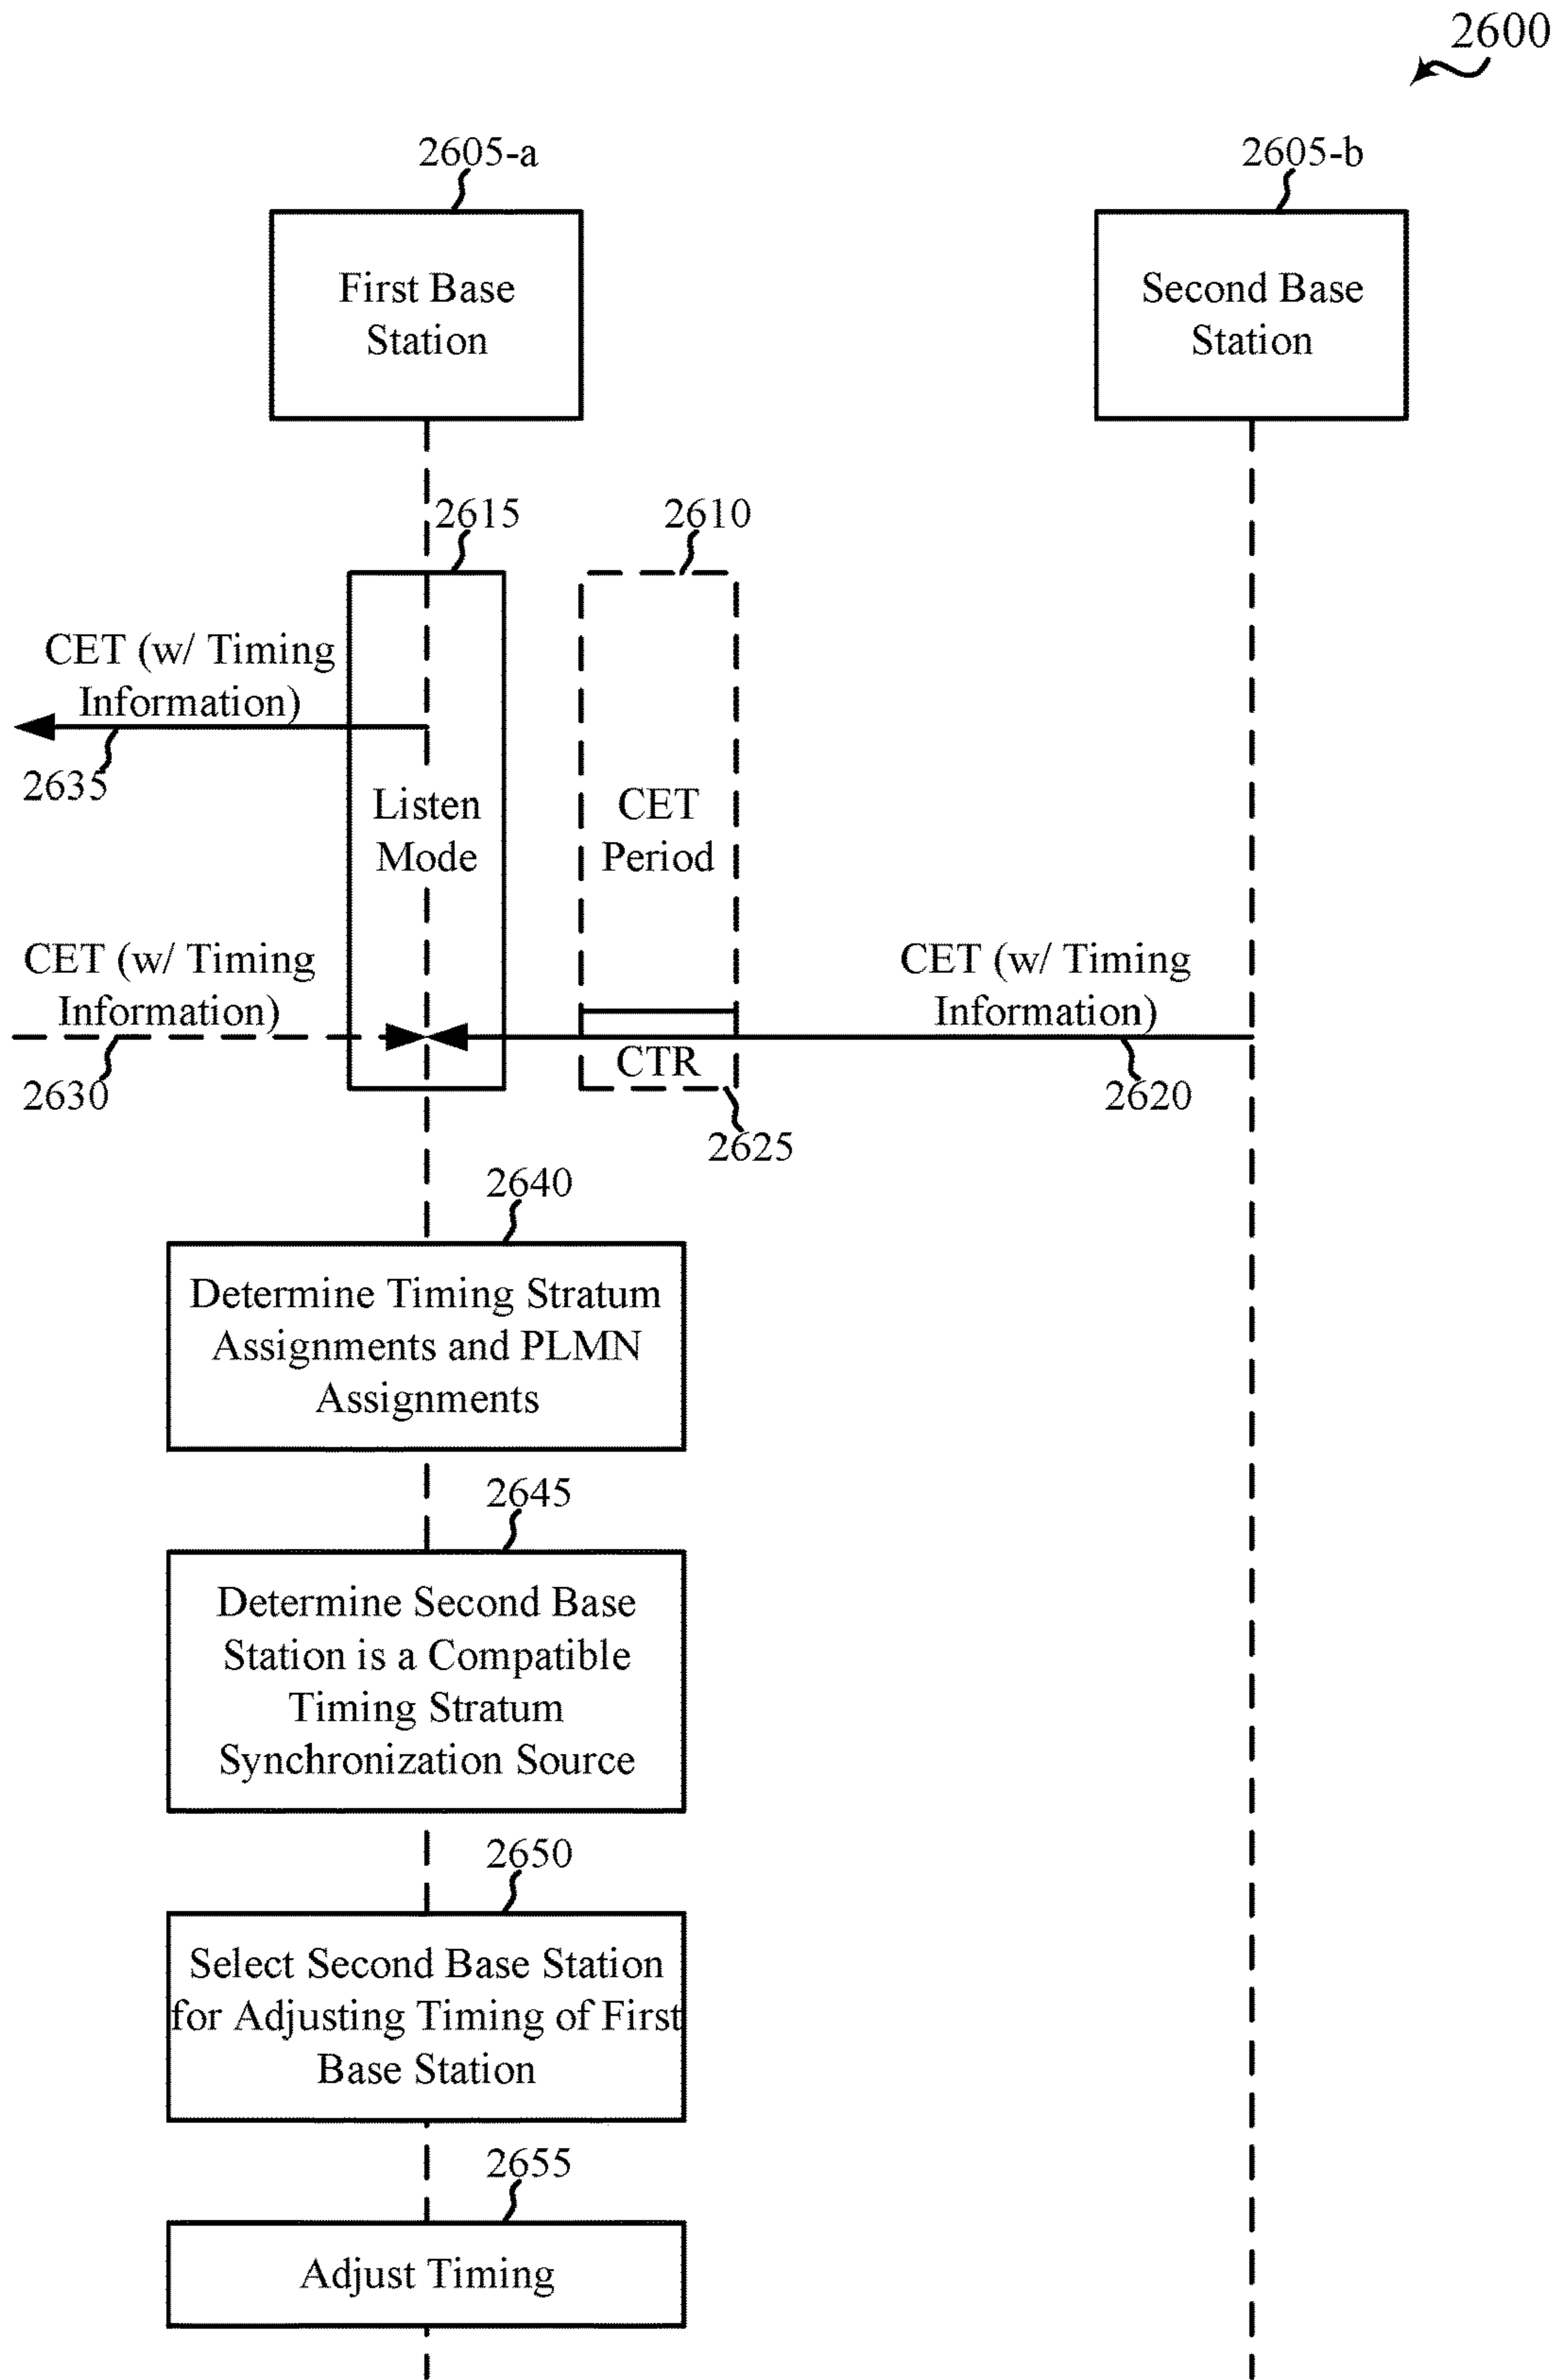 2600
2605-a
2605-b
First Base
Station
Second Base
Station
2615
2610
CET (w/ Timing
Information)
2635
Listen
Mode
CET
Period
CET (w/ Timing
Information)
CET (w/ Timing
Information)
CTR
2630
2620
2625
2640
Determine Timing Stratum
Assignments and PLMN
Assignments
2645
Determine Second Base
Station is a Compatible
Timing Stratum
Synchronization Source
2650
Select Second Base Station
for Adjusting Timing of First
Base Station
2655
Adjust Timing